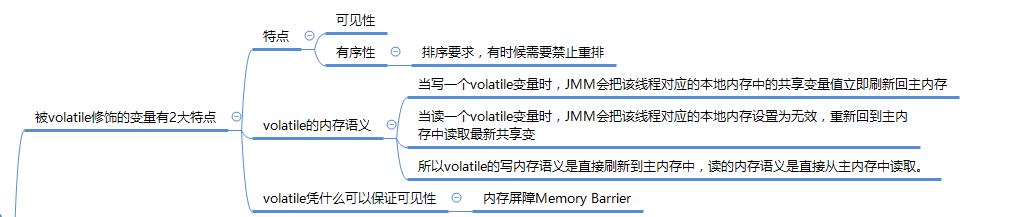 可见性
特点
有序性
排序要求，有时候需要禁止重排
当写一个volatile变量时，JMM会把该线程对应的本地内存中的共享变量值立即刷新回主内存
被volatile修饰的变量有2大特点
volatile的内存语义
当读一个volatile变量时，JMM会把该线程对应的本地内存设置为无效，重新回到主内
存中读取最新共享变
所以volatile的写内存语义是直接刷新到主内存中，读的内存语义是直接从主内存中读取。
volatile凭什么可以保证可见性
内存屏障Memory Barrier